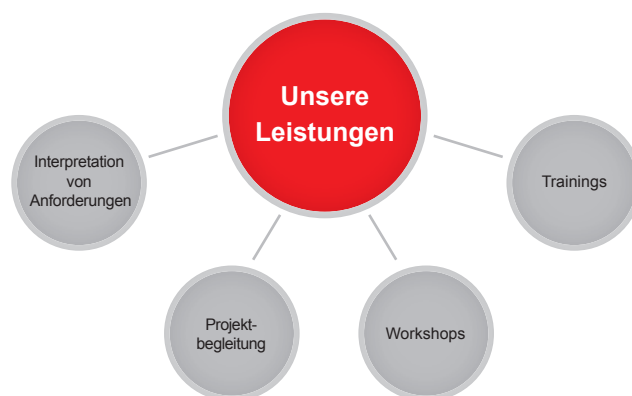 Unsere
Leistungen
Interpretation
von
Anforderungen
Trainings
Projekt-
begleitung
Workshops